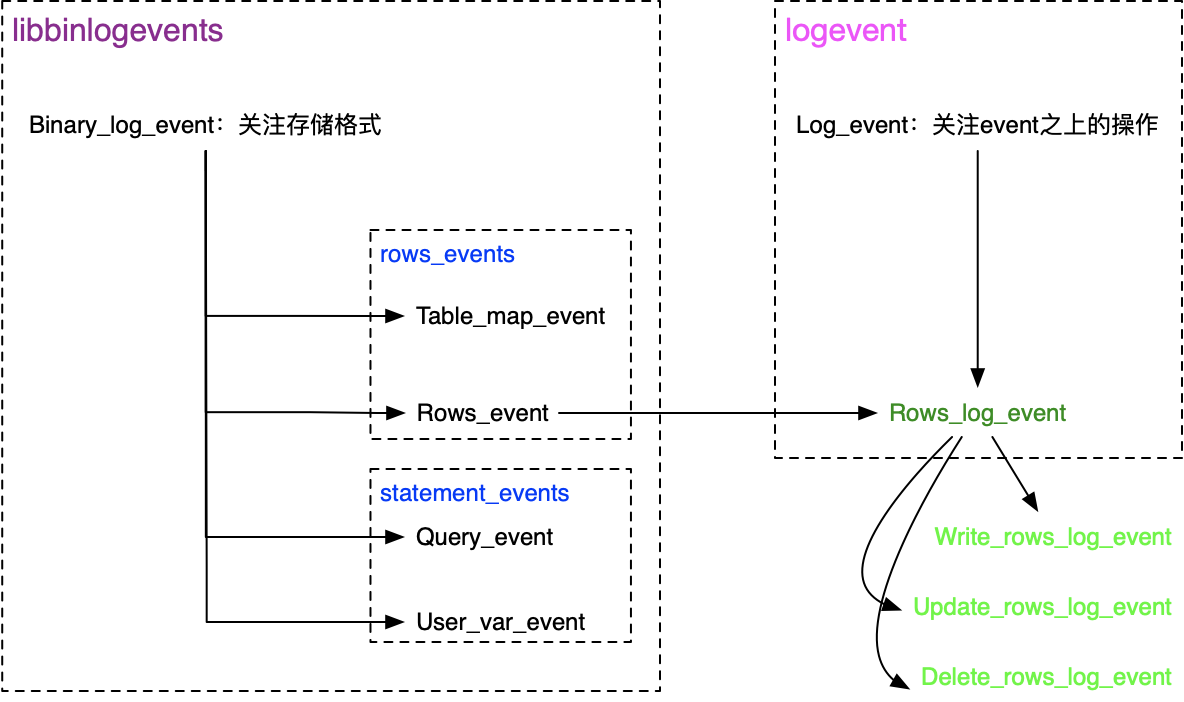 libbinlogevents
Binary_log_event：关注存储格式
rows_events
Table_map_event
Rows_event
statement_events
Query_event
User_var_event
logevent
Log_event：关注event之上的操作
Rows_log_event
Write_rows_log_event
Update_rows_log_event
Delete_rows_log_event